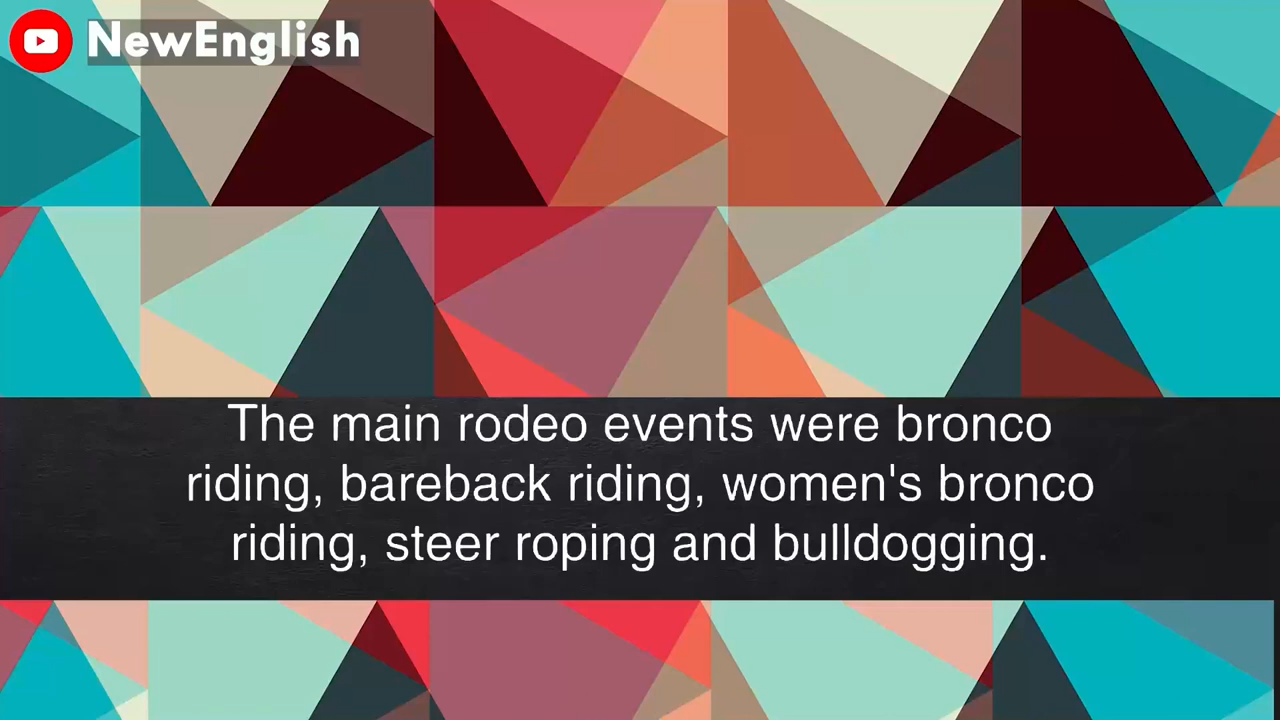 NewEnglish
The main rodeo events were bronco
riding, bareback riding, women's bronco
riding, steer roping and bulldogging.